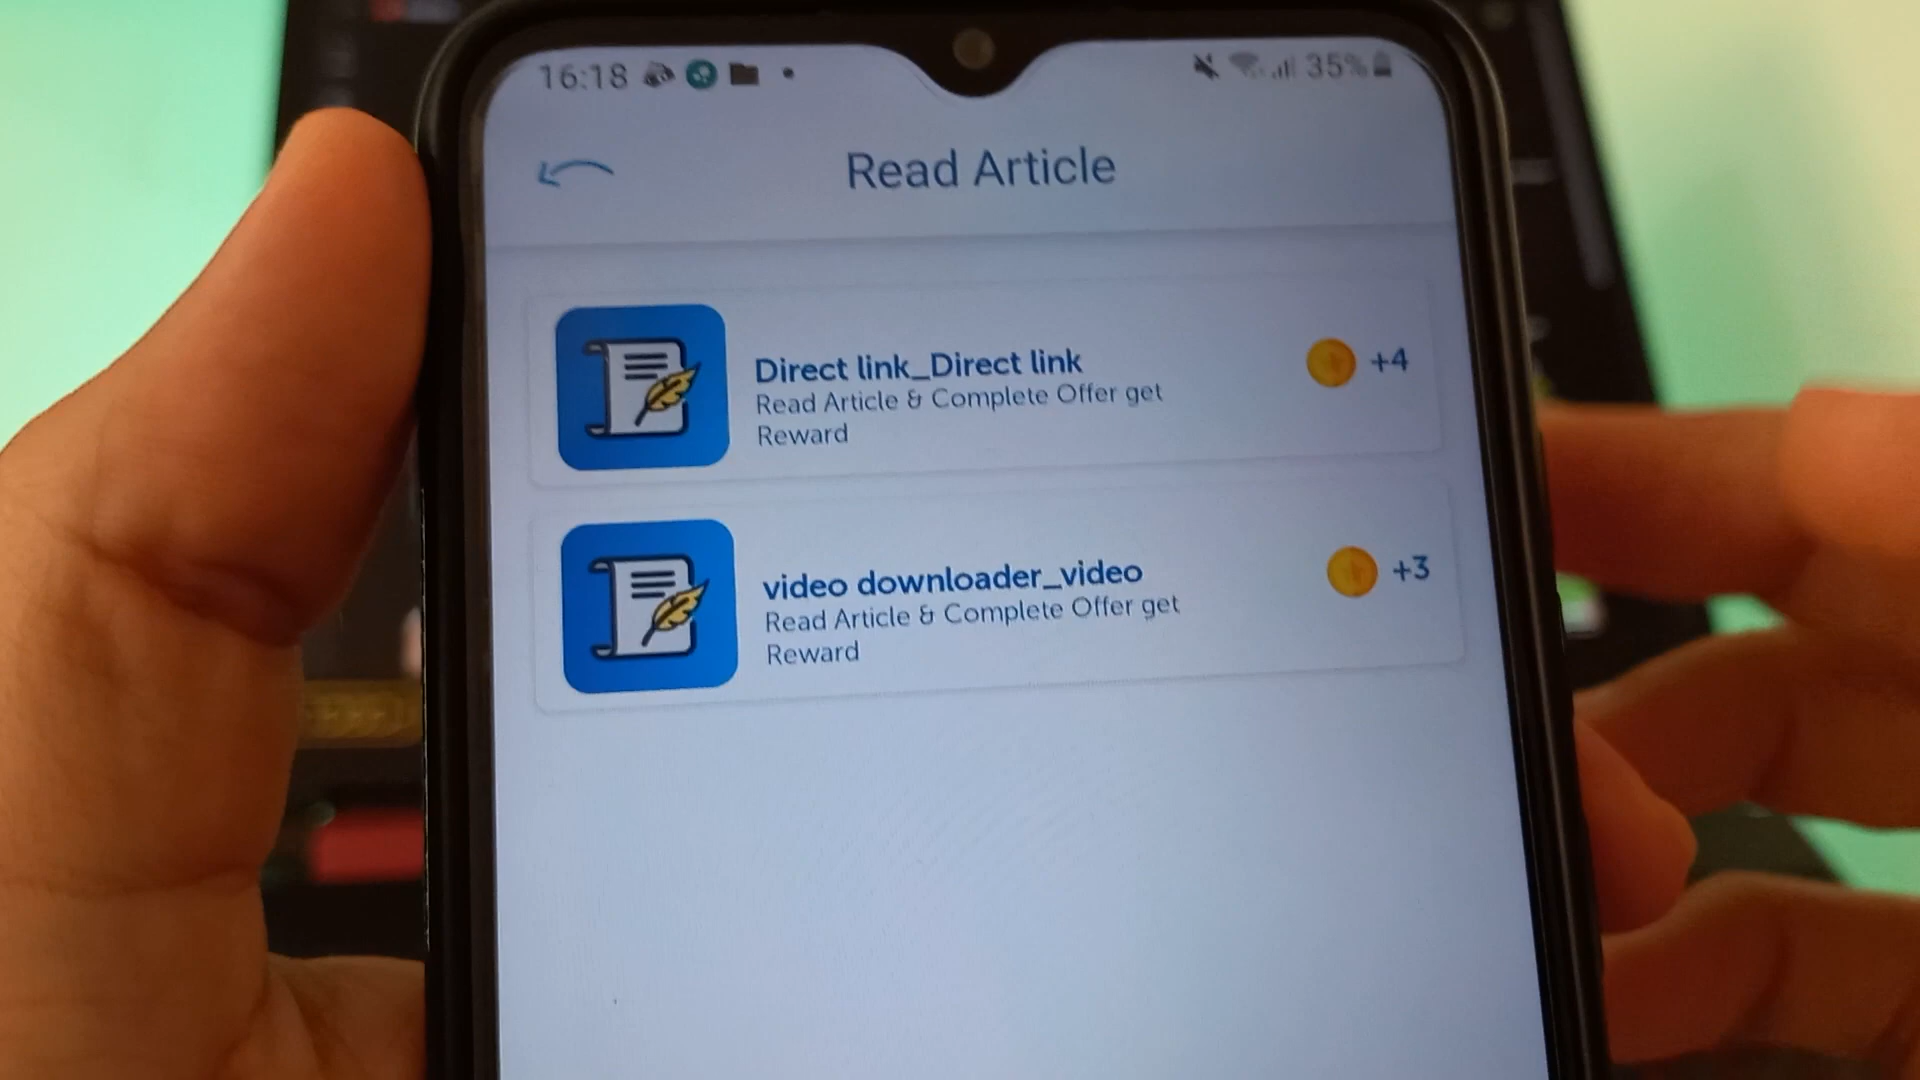 16:18
35%
Read Article
Direct link_Direct link
+4
Read Article & Complete Offer get
Reward
video downloader_video
+3
Read Article & Complete Offer get
Reward